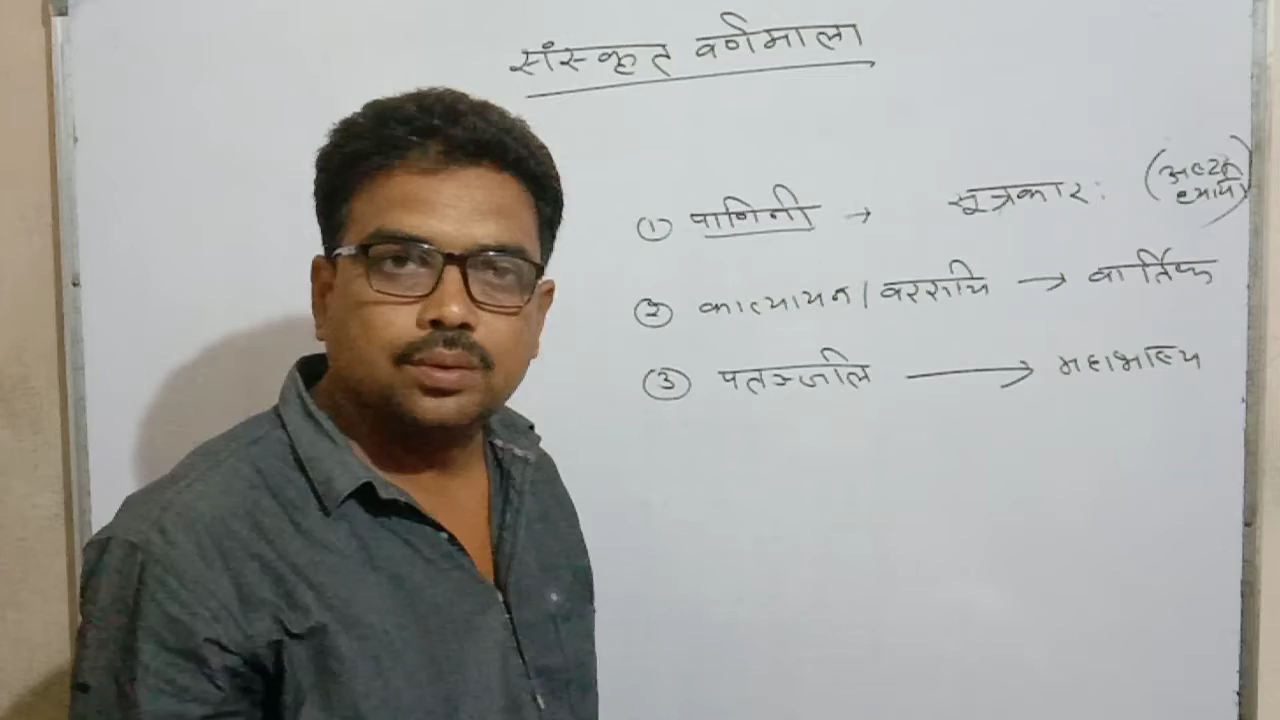 संस्कृत वर्णमाला
① पाणिनी → सूत्रकार: (अष्टा
ध्यायी)
② कात्यायन / वररुचि → वार्तिक
③ पतञ्जलि → महाभाष्य